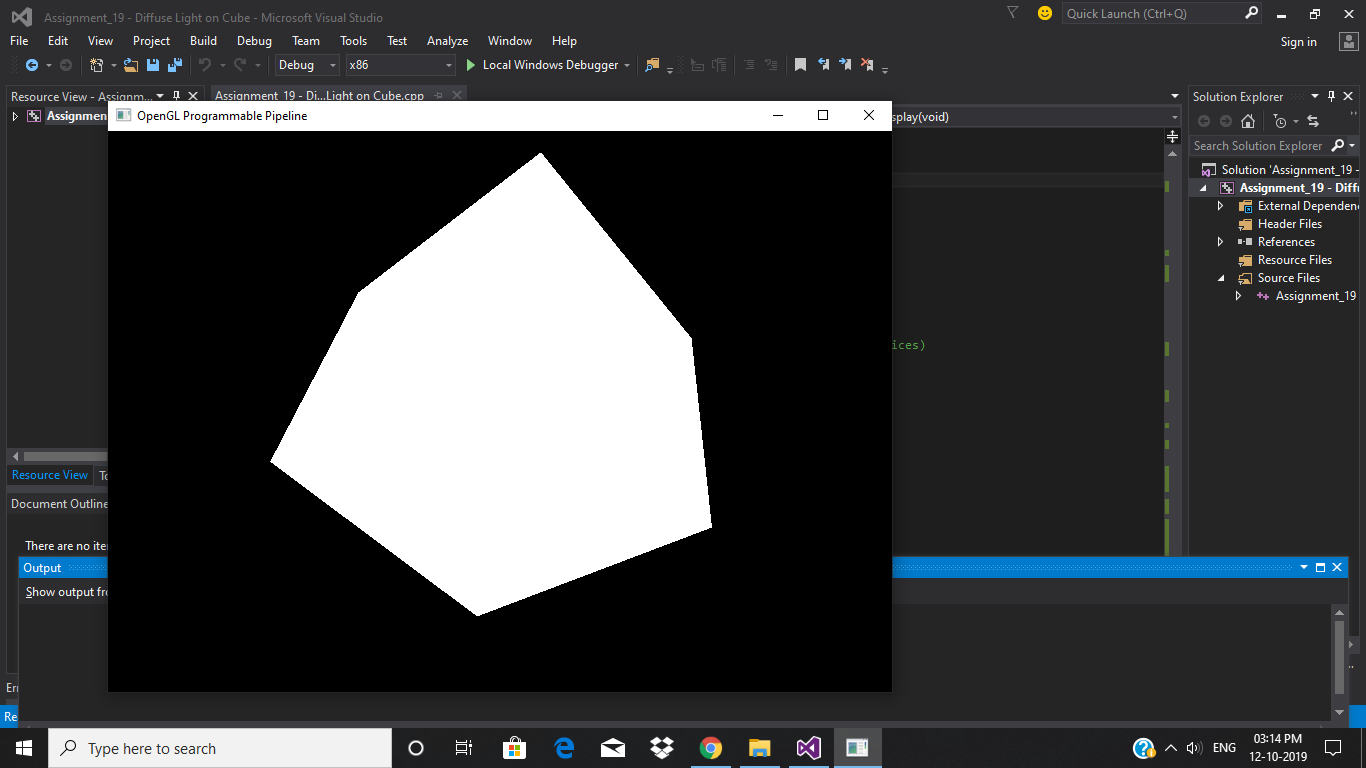 Assignment_19 - Diffuse Light on Cube - Microsoft Visual Studio
Quick Launch (Ctrl+Q)
File Edit View Project Build Debug Team Tools Test Analyze Window Help
Sign in
Debug x86 Local Windows Debugger
Resource View - Assignm...
Assignment_19 - Di...Light on Cube.cpp
Solution Explorer
Assignmen
OpenGL Programmable Pipeline
splay(void)
Search Solution Explorer
Solution 'Assignment_19 -
Assignment_19 - Diff
External Dependen
Header Files
References
Resource Files
Source Files
Assignment_19
ices)
Resource View To
Document Outline
There are no iter
Output
Show output fr
Err
Re
Type here to search
ENG
03:14 PM
12-10-2019